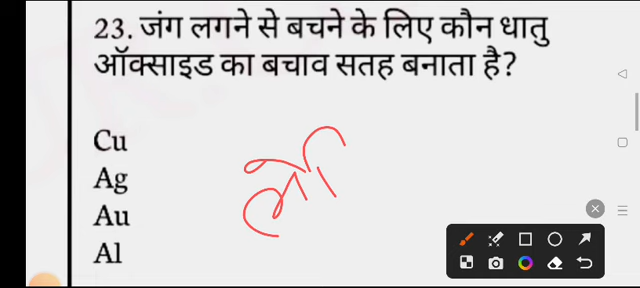 23. जंग लगने से बचने के लिए कौन धातु
ऑक्साइड का बचाव सतह बनाता है?
Cu
Ag
Au
Al